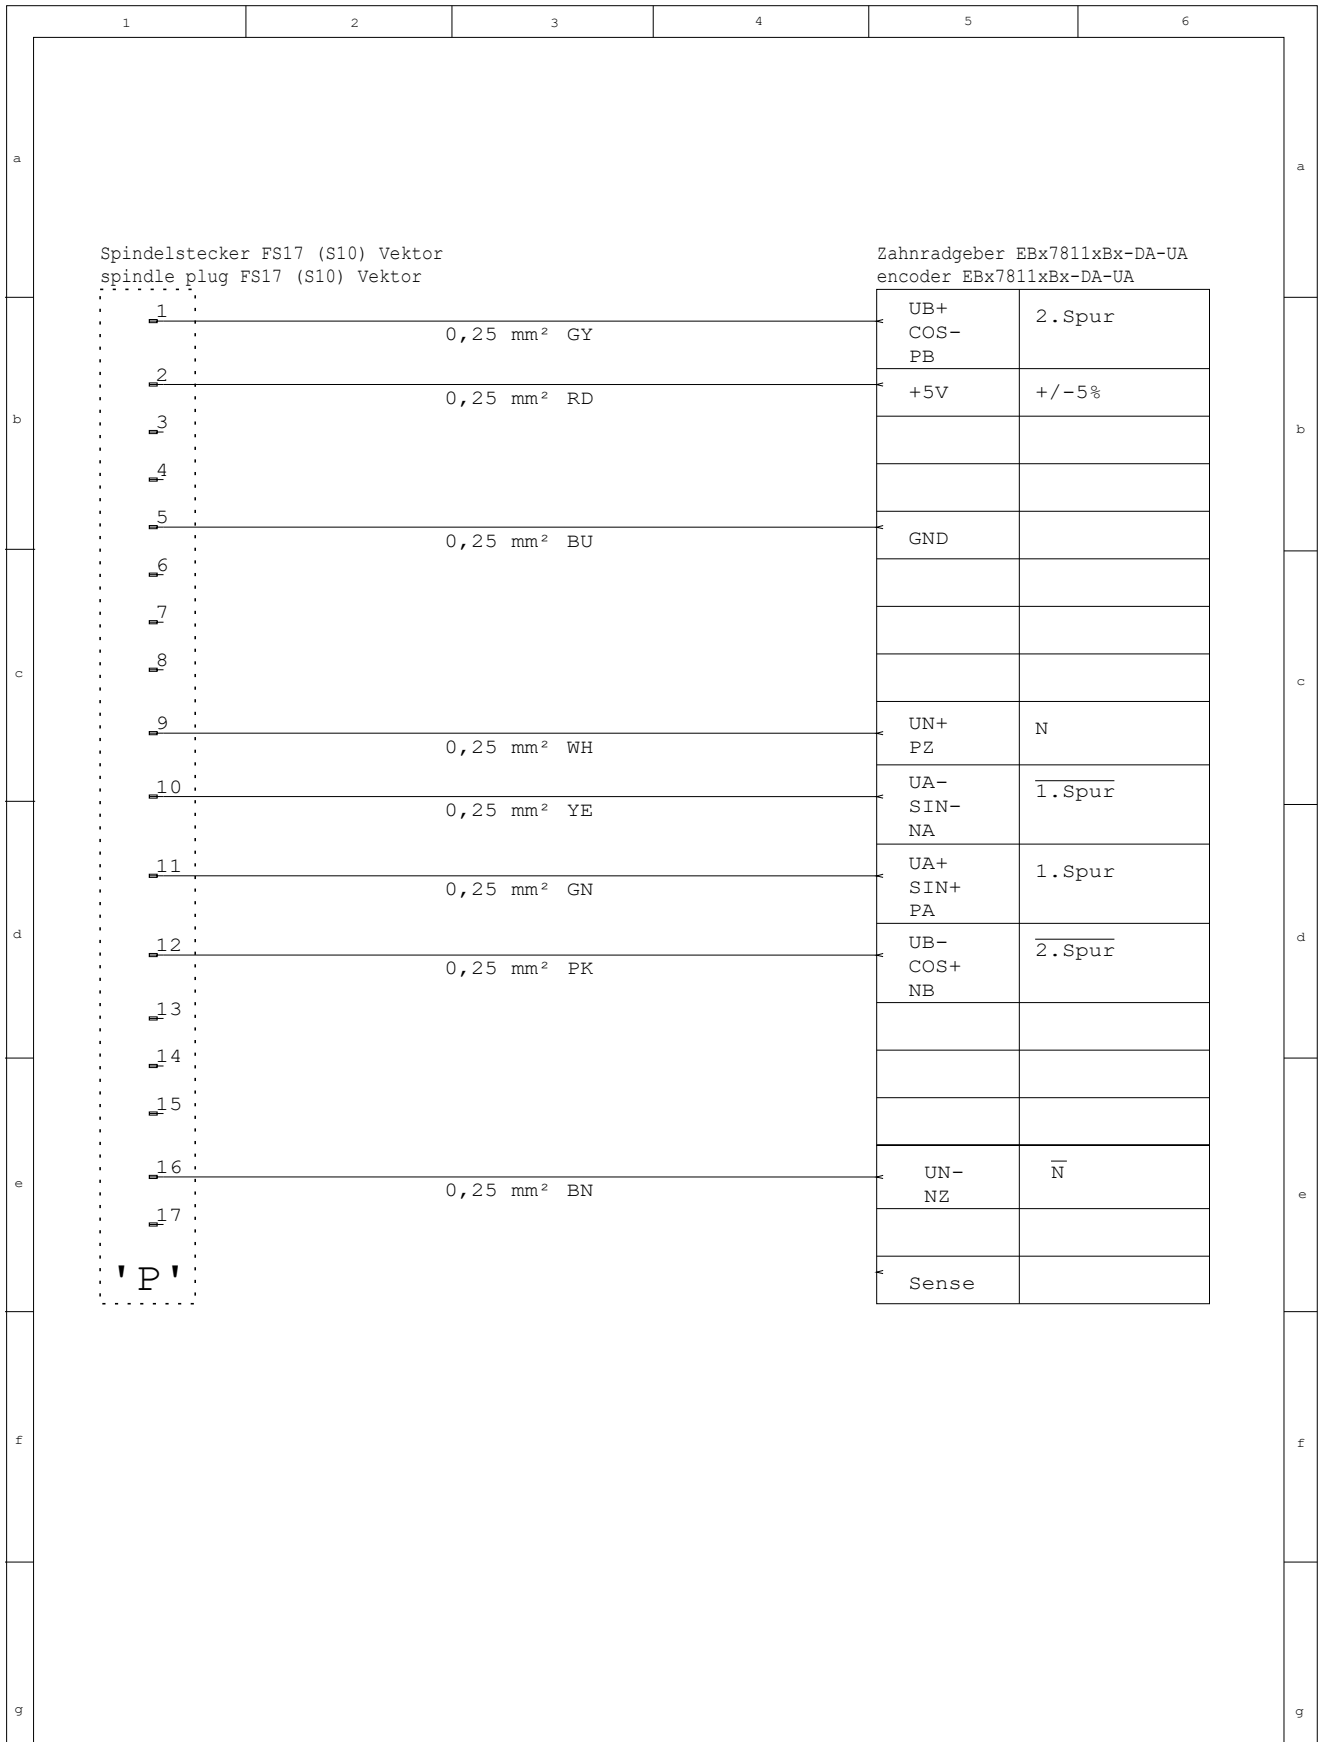 1 2 3 4 5 6
a a
Spindelstecker FS17 (S10) Vektor
spindle plug FS17 (S10) Vektor
Zahnradgeber EBx7811xBx-DA-UA
encoder EBx7811xBx-DA-UA
1
0,25 mm² GY
UB+
COS-
PB
2.Spur
2
0,25 mm² RD
+5V
+/-5%
b b
3
4
5
0,25 mm² BU
GND
6
7
8
c c
9
0,25 mm² WH
UN+
PZ
N
10
0,25 mm² YE
UA-
SIN-
NA
1.Spur
11
0,25 mm² GN
UA+
SIN+
PA
1.Spur
d d
12
0,25 mm² PK
UB-
COS+
NB
2.Spur
13
14
15
16
0,25 mm² BN
UN-
NZ
N
e e
17
'P'
Sense
f f
g g